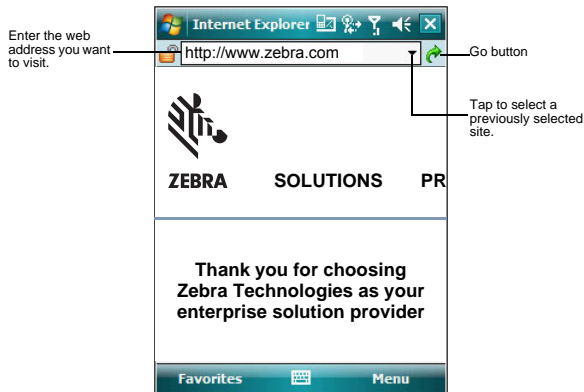 Internet Explorer
Enter the web
address you want
to visit.
http://www.zebra.com
Go button
Tap to select a
previously selected
site.
ZEBRA SOLUTIONS PR
Thank you for choosing
Zebra Technologies as your
enterprise solution provider
Favorites Menu